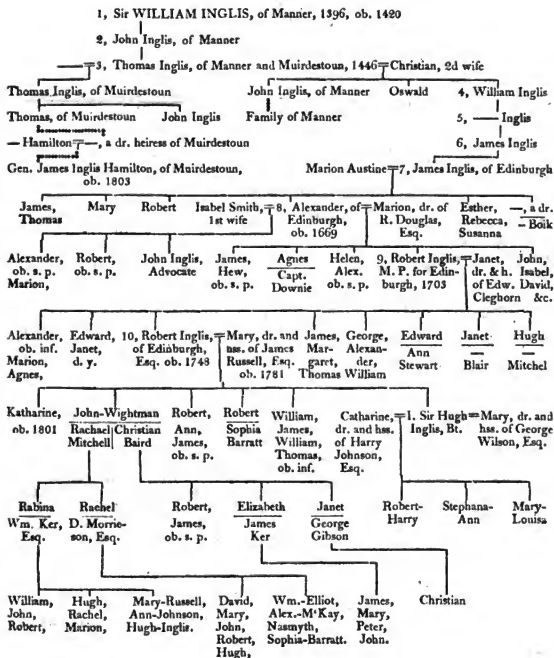 1, Sir WILLIAM INGLIS, of Manner, 1396, ob. 1420
2, John Inglis, of Manner
3, Thomas Inglis, of Manner and Muirdestoun, 1446 = Christian, 2d wife
Thomas Inglis, of Muirdestoun
John Inglis, of Manner
Oswald
4, William Inglis
Thomas, of Muirdestoun
John Inglis
Family of Manner
5, —— Inglis
— Hamilton = —, a dr. heiress of Muirdestoun
6, James Inglis
Gen. James Inglis Hamilton, of Muirdestoun,
ob. 1803
Marion Austine = 7, James Inglis, of Edinburgh
James,
Thomas
Mary
Robert
Isabel Smith, =
1st wife
8, Alexander, of =
Edinburgh,
ob. 1669
Marion, dr. of
R. Douglas,
Esq.
Esther,
Rebecca,
Susanna
—, a dr.
— Boik
Alexander,
ob. s. p.
Marion,
Robert,
ob. s. p.
John Inglis,
Advocate
James,
Hew,
ob. s. p.
Agnes
Capt.
Downie
Helen,
Alex.
ob. s. p.
9, Robert Inglis, =
M. P. for Edin-
burgh, 1703
Janet,
dr. & h.
of Edw.
Cleghorn
John,
Isabel,
David,
&c.
Alexander,
ob. inf.
Marion,
Agnes,
Edward,
Janet,
d. y.
10, Robert Inglis, =
of Edinburgh,
Esq. ob. 1748
Mary, dr. and
hss. of James
Russell, Esq.
ob. 1781
James,
Mar-
garet,
Thomas
George,
Alexan-
der,
William
Edward
Ann
Stewart
Janet
—
Blair
Hugh
—
Mitchel
Katharine,
ob. 1801
John-Wightman
Rachael
Mitchell
Christian
Baird
Robert,
Ann,
James,
ob. s. p.
Robert
Sophia
Barratt
William,
James,
William,
Thomas,
ob. inf.
Catharine, =
dr. and hss.
of Harry
Johnson,
Esq.
1. Sir Hugh =
Inglis, Bt.
Mary, dr. and
hss. of George
Wilson, Esq.
Rabina
Wm. Ker,
Esq.
Rachel
D. Morrie-
son, Esq.
Robert,
James,
ob. s. p.
Elizabeth
James
Ker
Janet
George
Gibson
Robert-
Harry
Stephana-
Ann
Mary-
Louisa
William,
John,
Robert,
Hugh,
Rachel,
Marion,
Mary-Russell,
Ann-Johnson,
Hugh-Inglis.
David,
Mary,
John,
Robert,
Hugh,
Wm.-Elliot,
Alex.-M'Kay,
Nasmyth,
Sophia-Barratt.
James,
Mary,
Peter,
John.
Christian